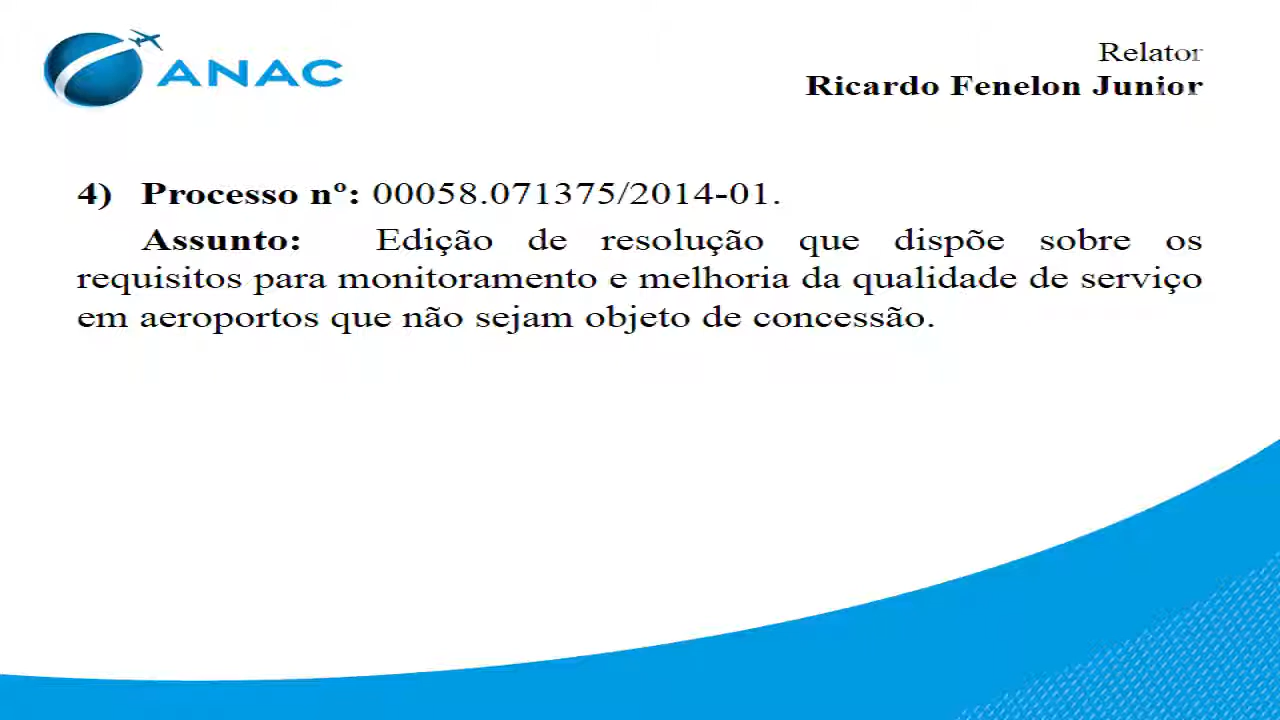 ANAC
Relator
Ricardo Fenelon Junior
4) Processo nº: 00058.071375/2014-01.
Assunto: Edição de resolução que dispõe sobre os
requisitos para monitoramento e melhoria da qualidade de serviço
em aeroportos que não sejam objeto de concessão.